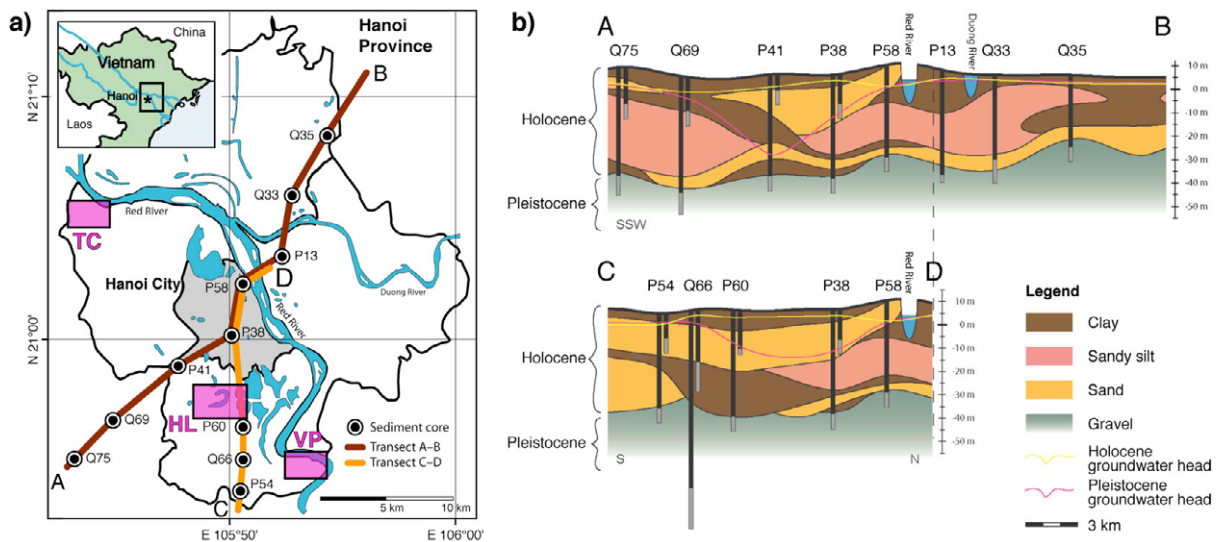 a)
Hanoi
Province
China
Vietnam
Hanoi
*
Laos
B
N 21°10'
Q35
Q33
Red River
TC
P13
D
Hanoi City
P58
Duong River
Red River
N 21°00'
P38
P41
HL
P60
Q69
VP
Q66
Q75
P54
A
C
Sediment core
Transect A–B
Transect C–D
5 km
10 km
E 105°50'
E 106°00'
b)
A
B
Q75
Q69
P41
P38
P58
Red River
P13
Duong River
Q33
Q35
Holocene
Pleistocene
SSW
10 m
0 m
-10 m
-20 m
-30 m
-40 m
-50 m
C
D
P54
Q66
P60
P38
P58
Red River
Holocene
Pleistocene
S
N
10 m
0 m
-10 m
-20 m
-30 m
-40 m
-50 m
Legend
Clay
Sandy silt
Sand
Gravel
Holocene
groundwater head
Pleistocene
groundwater head
3 km